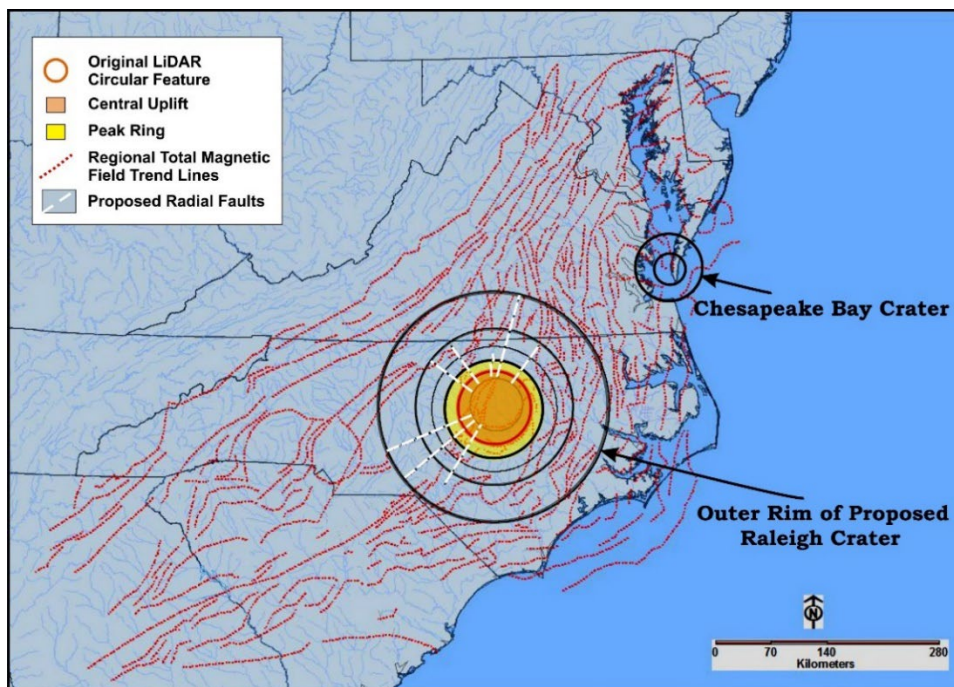 Original LiDAR
Circular Feature
Central Uplift
Peak Ring
Regional Total Magnetic
Field Trend Lines
Proposed Radial Faults
Chesapeake Bay Crater
Outer Rim of Proposed
Raleigh Crater
N
0 70 140 280
Kilometers